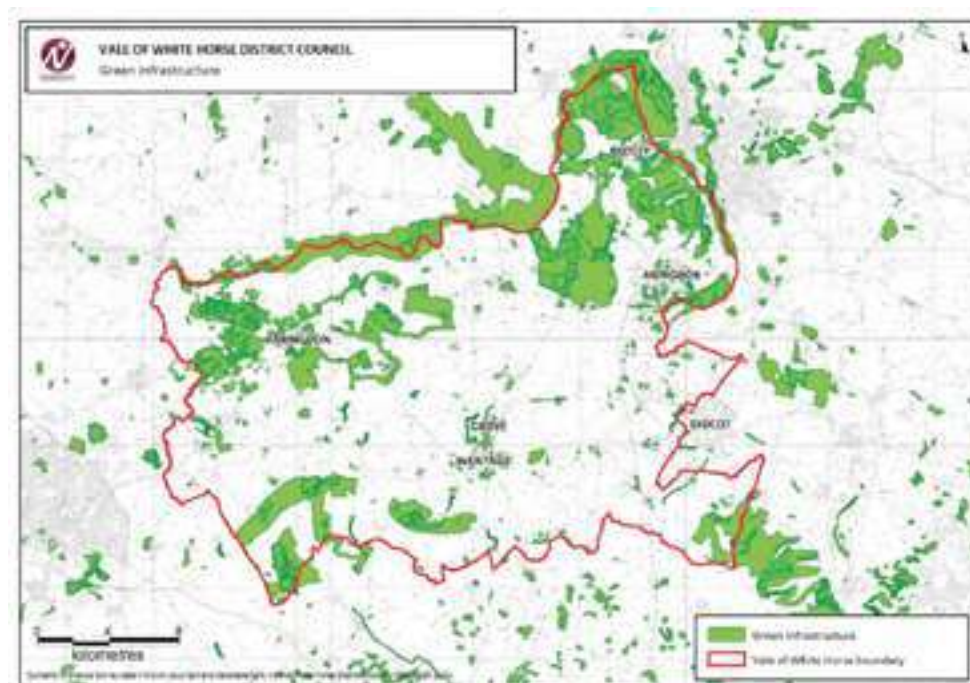 VALE OF WHITE HORSE DISTRICT COUNCIL
Green Infrastructure
BOTLEY
ABINGDON
FARINGDON
DIDCOT
GROVE
WANTAGE
kilometres
Green Infrastructure
Vale of White Horse Boundary